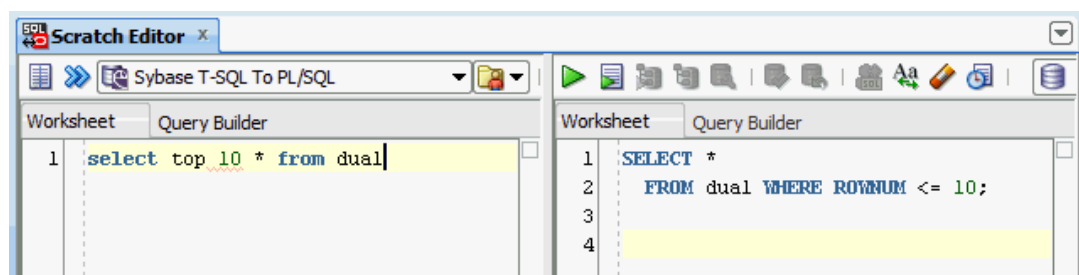 Scratch Editor
Sybase T-SQL To PL/SQL
Worksheet Query Builder
1 select top 10 * from dual
Worksheet Query Builder
1 SELECT *
2 FROM dual WHERE ROWNUM <= 10;
3
4